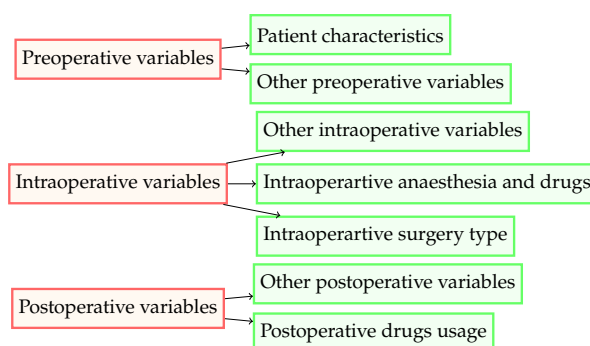 Patient characteristics
Preoperative variables
Other preoperative variables
Other intraoperative variables
Intraoperative variables
Intraoperartive anaesthesia and drugs
Intraoperartive surgery type
Other postoperative variables
Postoperative variables
Postoperative drugs usage